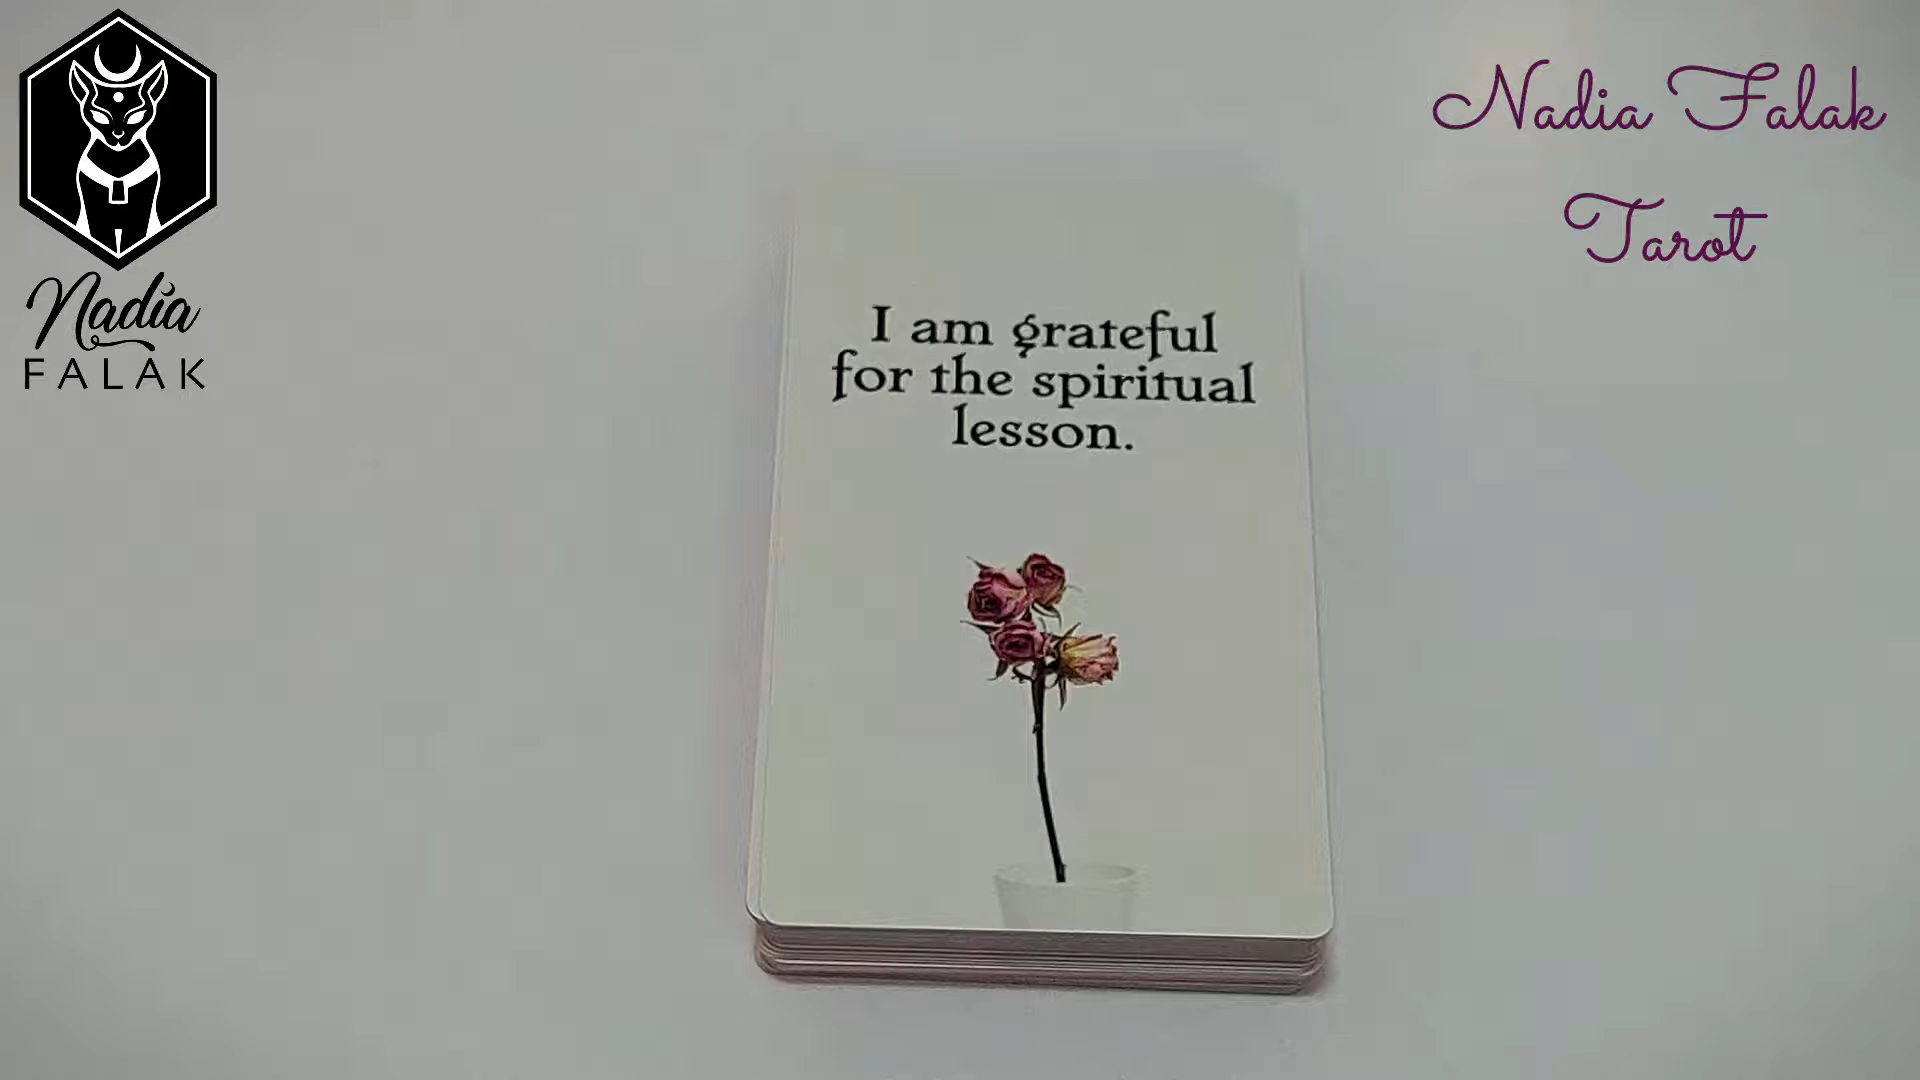 Nadia
FALAK
Nadia Falak
Tarot
I am grateful
for the spiritual
lesson.